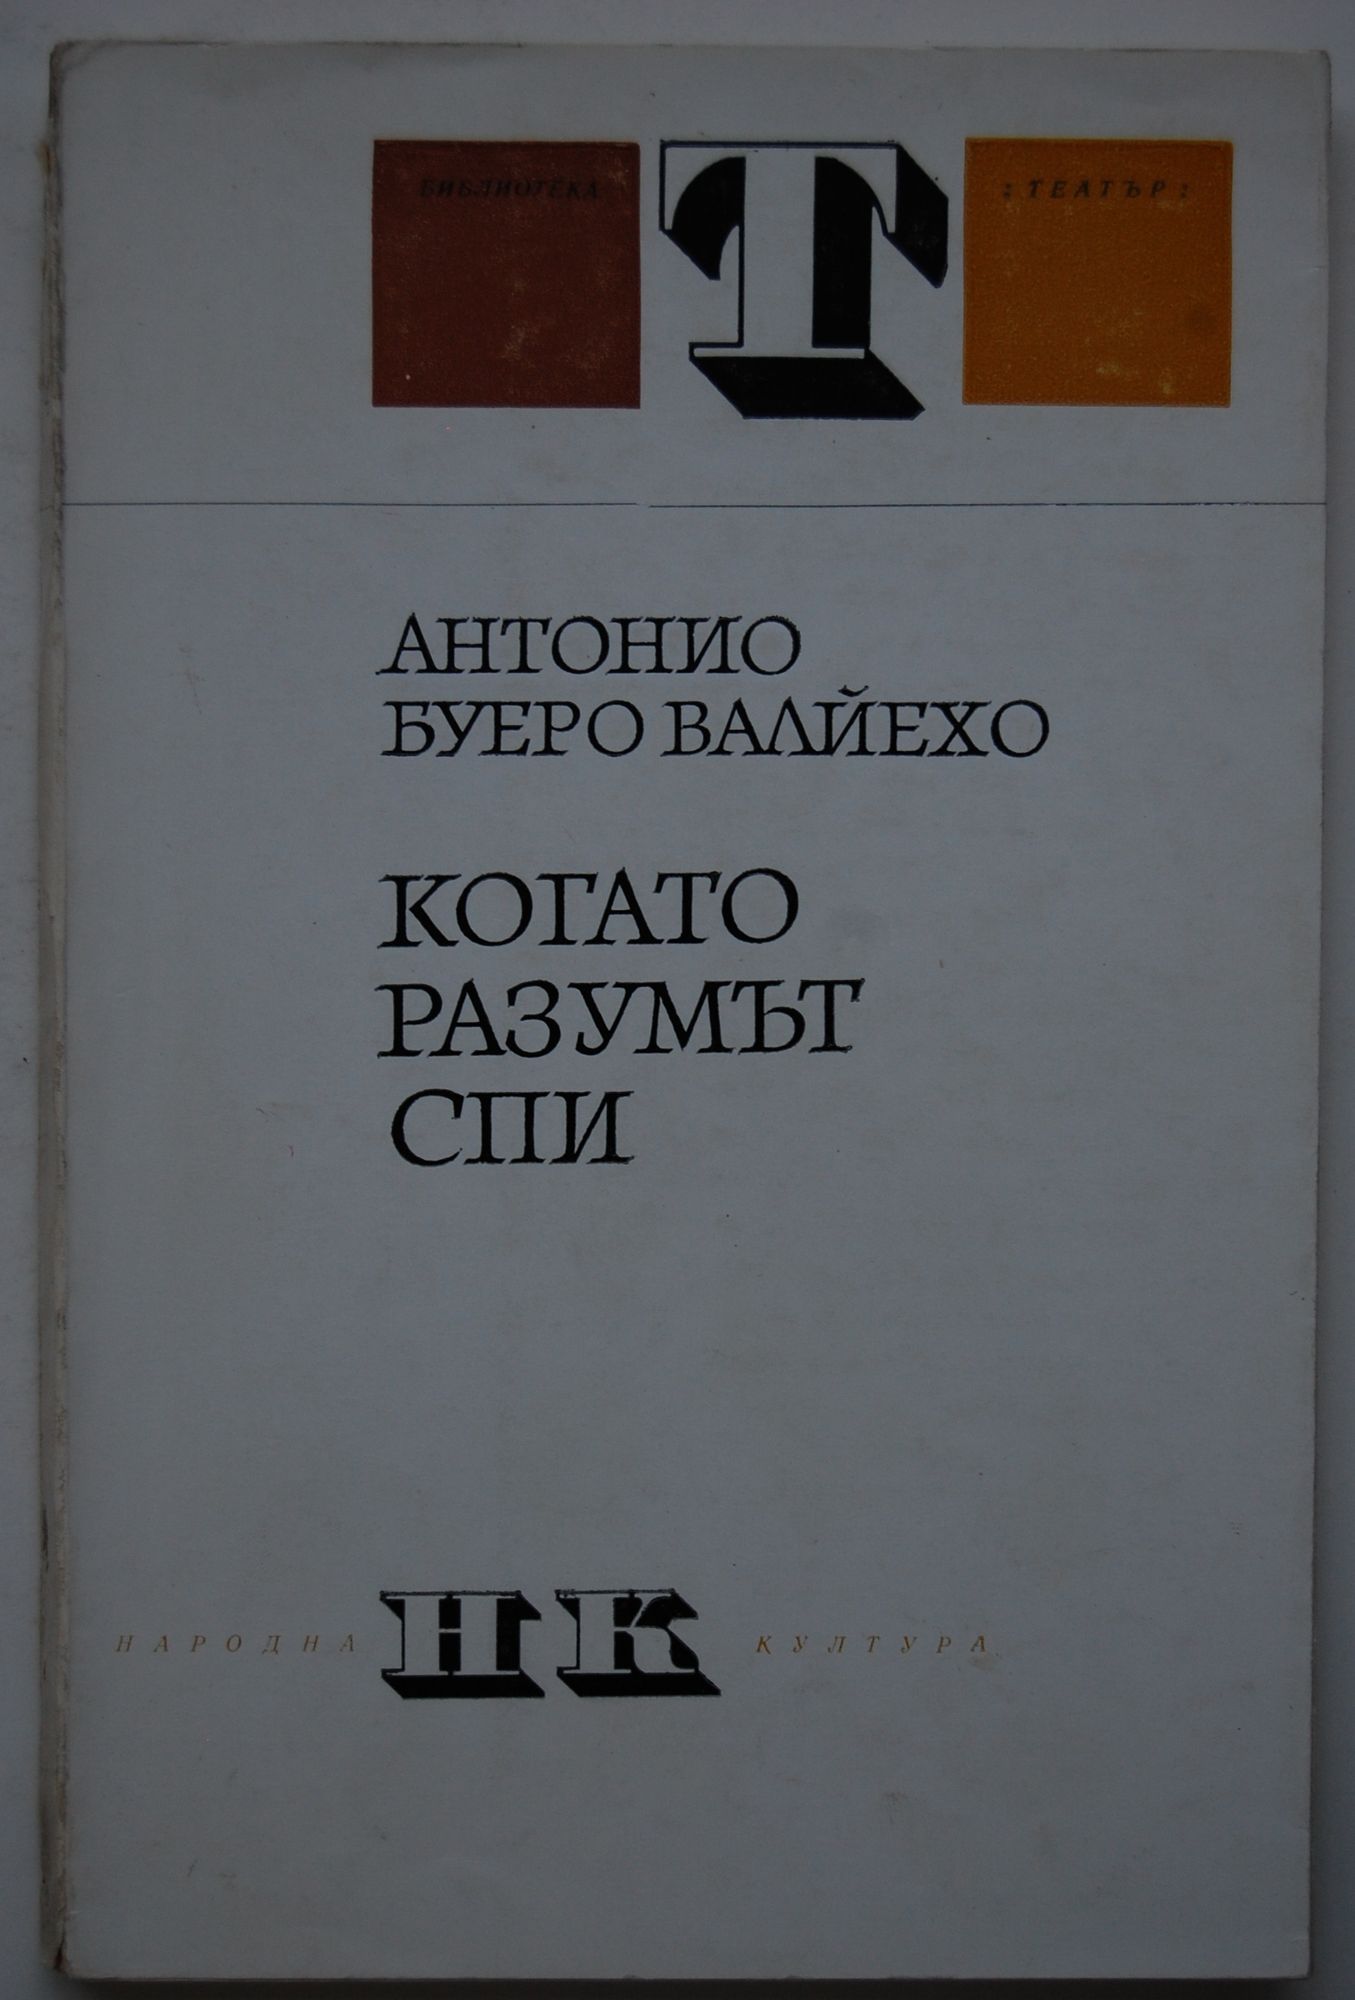 БИБЛИОТЕКА Т : ТЕАТЪР :
АНТОНИО
БУЕРО ВАЛЙЕХО
КОГАТО
РАЗУМЪТ
СПИ
НАРОДНА НК КУЛТУРА